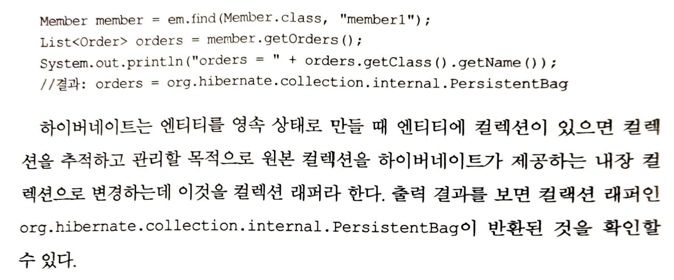 Member member = em.find(Member.class, "member1");
List<Order> orders = member.getOrders();
System.out.println("orders = " + orders.getClass().getName());
//결과: orders = org.hibernate.collection.internal.PersistentBag
하이버네이트는 엔티티를 영속 상태로 만들 때 엔티티에 컬렉션이 있으면 컬렉
션을 추적하고 관리할 목적으로 원본 컬렉션을 하이버네이트가 제공하는 내장 컬
렉션으로 변경하는데 이것을 컬렉션 래퍼라 한다. 출력 결과를 보면 컬랙션 래퍼인
org.hibernate.collection.internal.PersistentBag이 반환된 것을 확인할
수 있다.